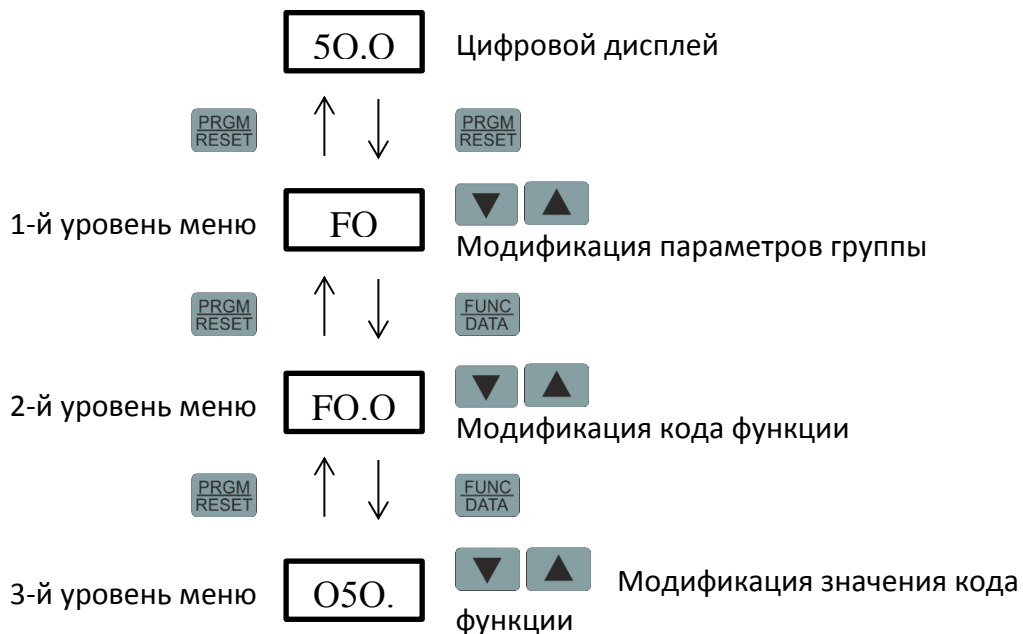 5O.O Цифровой дисплей
PRGM PRGM
RESET RESET
1-й уровень меню FO
Модификация параметров группы
PRGM FUNC
RESET DATA
2-й уровень меню FO.O
Модификация кода функции
PRGM FUNC
RESET DATA
3-й уровень меню O5O. Модификация значения кода
функции